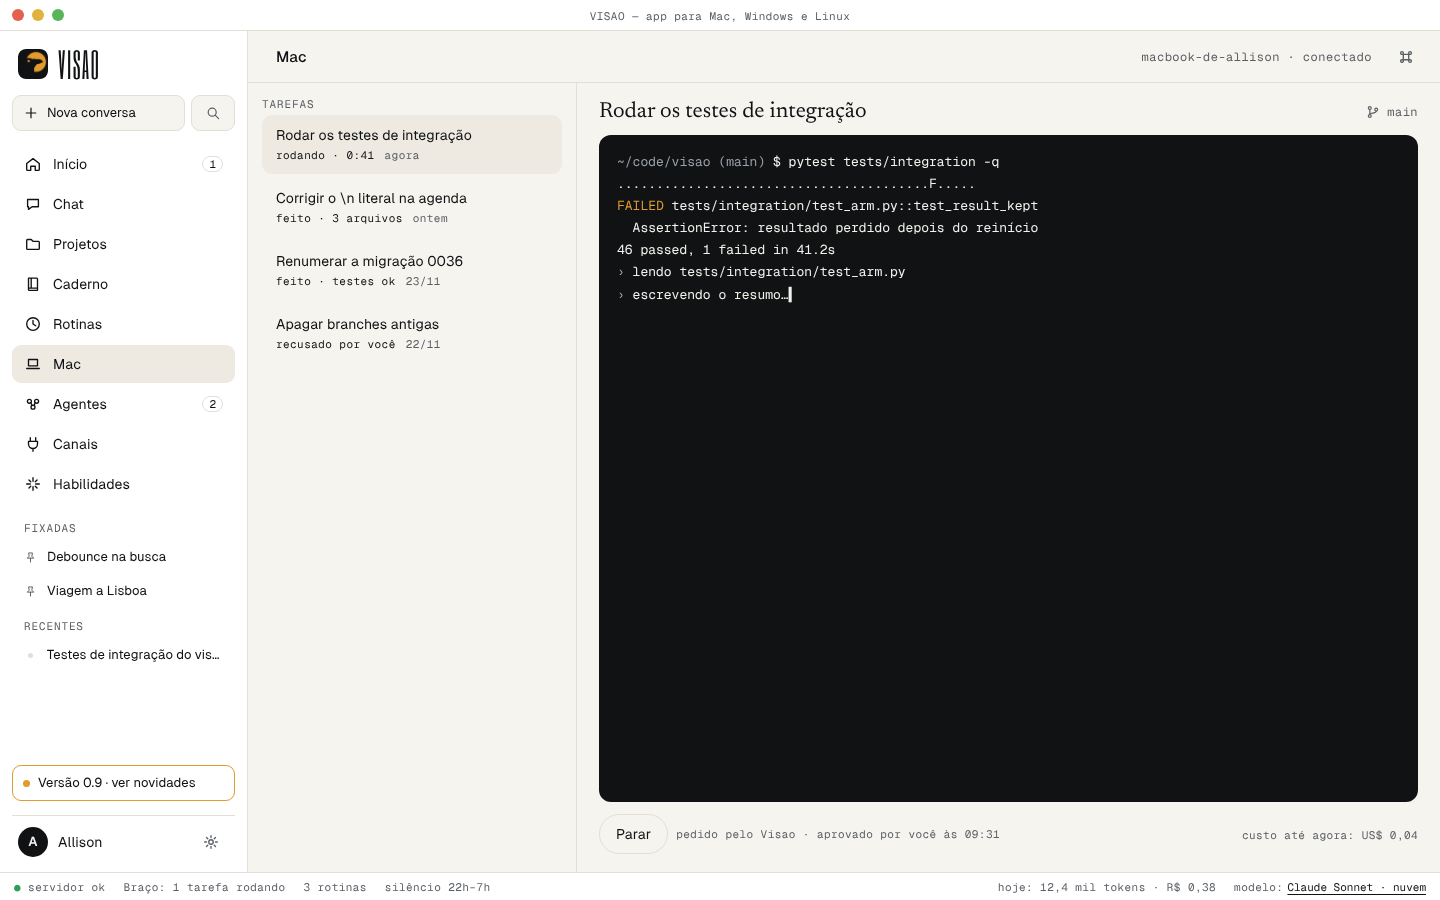 VISAO — app para Mac, Windows e Linux
VISAO
Nova conversa
Início 1
Chat
Projetos
Caderno
Rotinas
Mac
Agentes 2
Canais
Habilidades
FIXADAS
Debounce na busca
Viagem a Lisboa
RECENTES
Testes de integração do vis…
Versão 0.9 · ver novidades
A Allison
Mac
macbook-de-allison · conectado
TAREFAS
Rodar os testes de integração
rodando · 0:41 agora
Corrigir o \n literal na agenda
feito · 3 arquivos ontem
Renumerar a migração 0036
feito · testes ok 23/11
Apagar branches antigas
recusado por você 22/11
Rodar os testes de integração
main
~/code/visao (main) $ pytest tests/integration -q
........................................F.....
FAILED tests/integration/test_arm.py::test_result_kept
AssertionError: resultado perdido depois do reinício
46 passed, 1 failed in 41.2s
› lendo tests/integration/test_arm.py
› escrevendo o resumo…
Parar
pedido pelo Visao · aprovado por você às 09:31
custo até agora: US$ 0,04
servidor ok Braço: 1 tarefa rodando 3 rotinas silêncio 22h–7h
hoje: 12,4 mil tokens · R$ 0,38 modelo: Claude Sonnet · nuvem